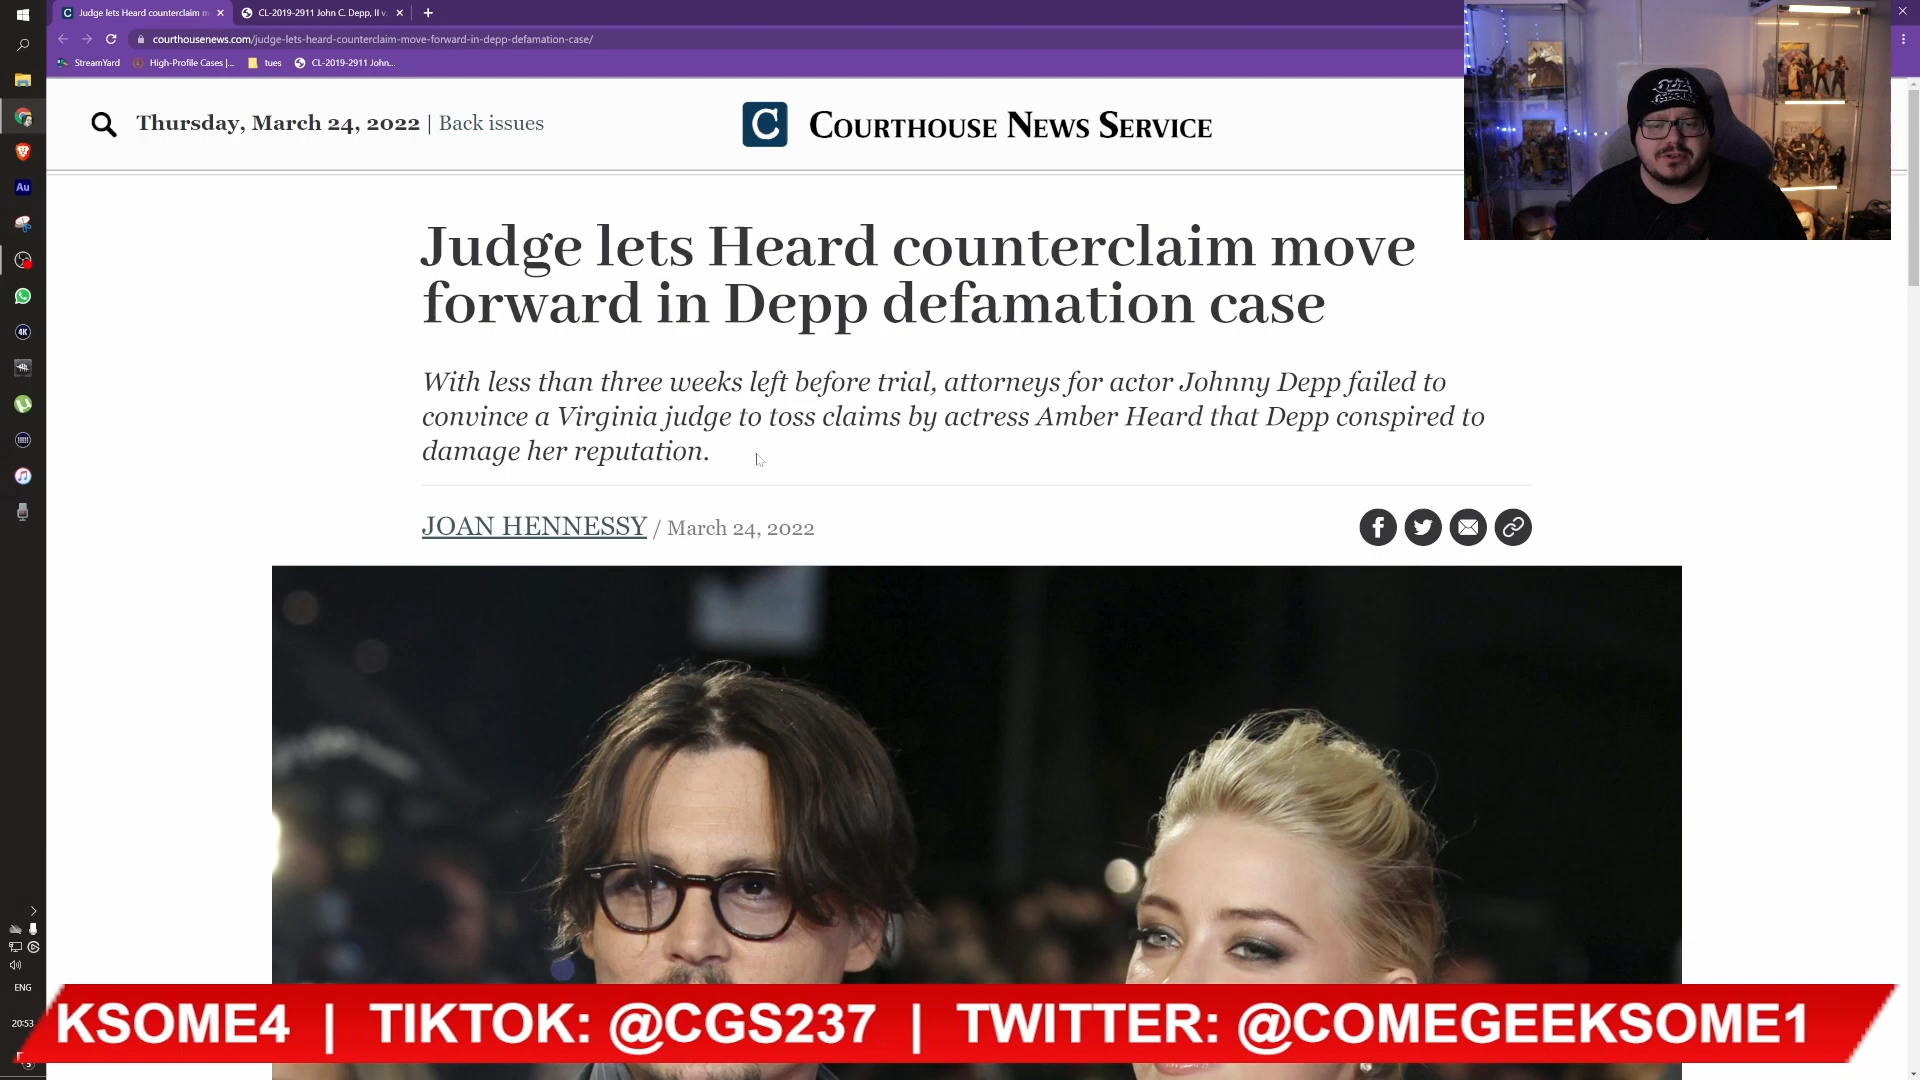 Judge lets Heard counterclaim m
CL-2019-2911 John C. Depp, II v.
courthousenews.com/judge-lets-heard-counterclaim-move-forward-in-depp-defamation-case/
StreamYard
High-Profile Cases |...
tues
CL-2019-2911 John...
Thursday, March 24, 2022 | Back issues
C COURTHOUSE NEWS SERVICE
Judge lets Heard counterclaim move
forward in Depp defamation case
With less than three weeks left before trial, attorneys for actor Johnny Depp failed to
convince a Virginia judge to toss claims by actress Amber Heard that Depp conspired to
damage her reputation.
JOAN HENNESSY / March 24, 2022
Au
4K
ENG
20:53
KSOME4 | TIKTOK: @CGS237 | TWITTER: @COMEGEEKSOME1